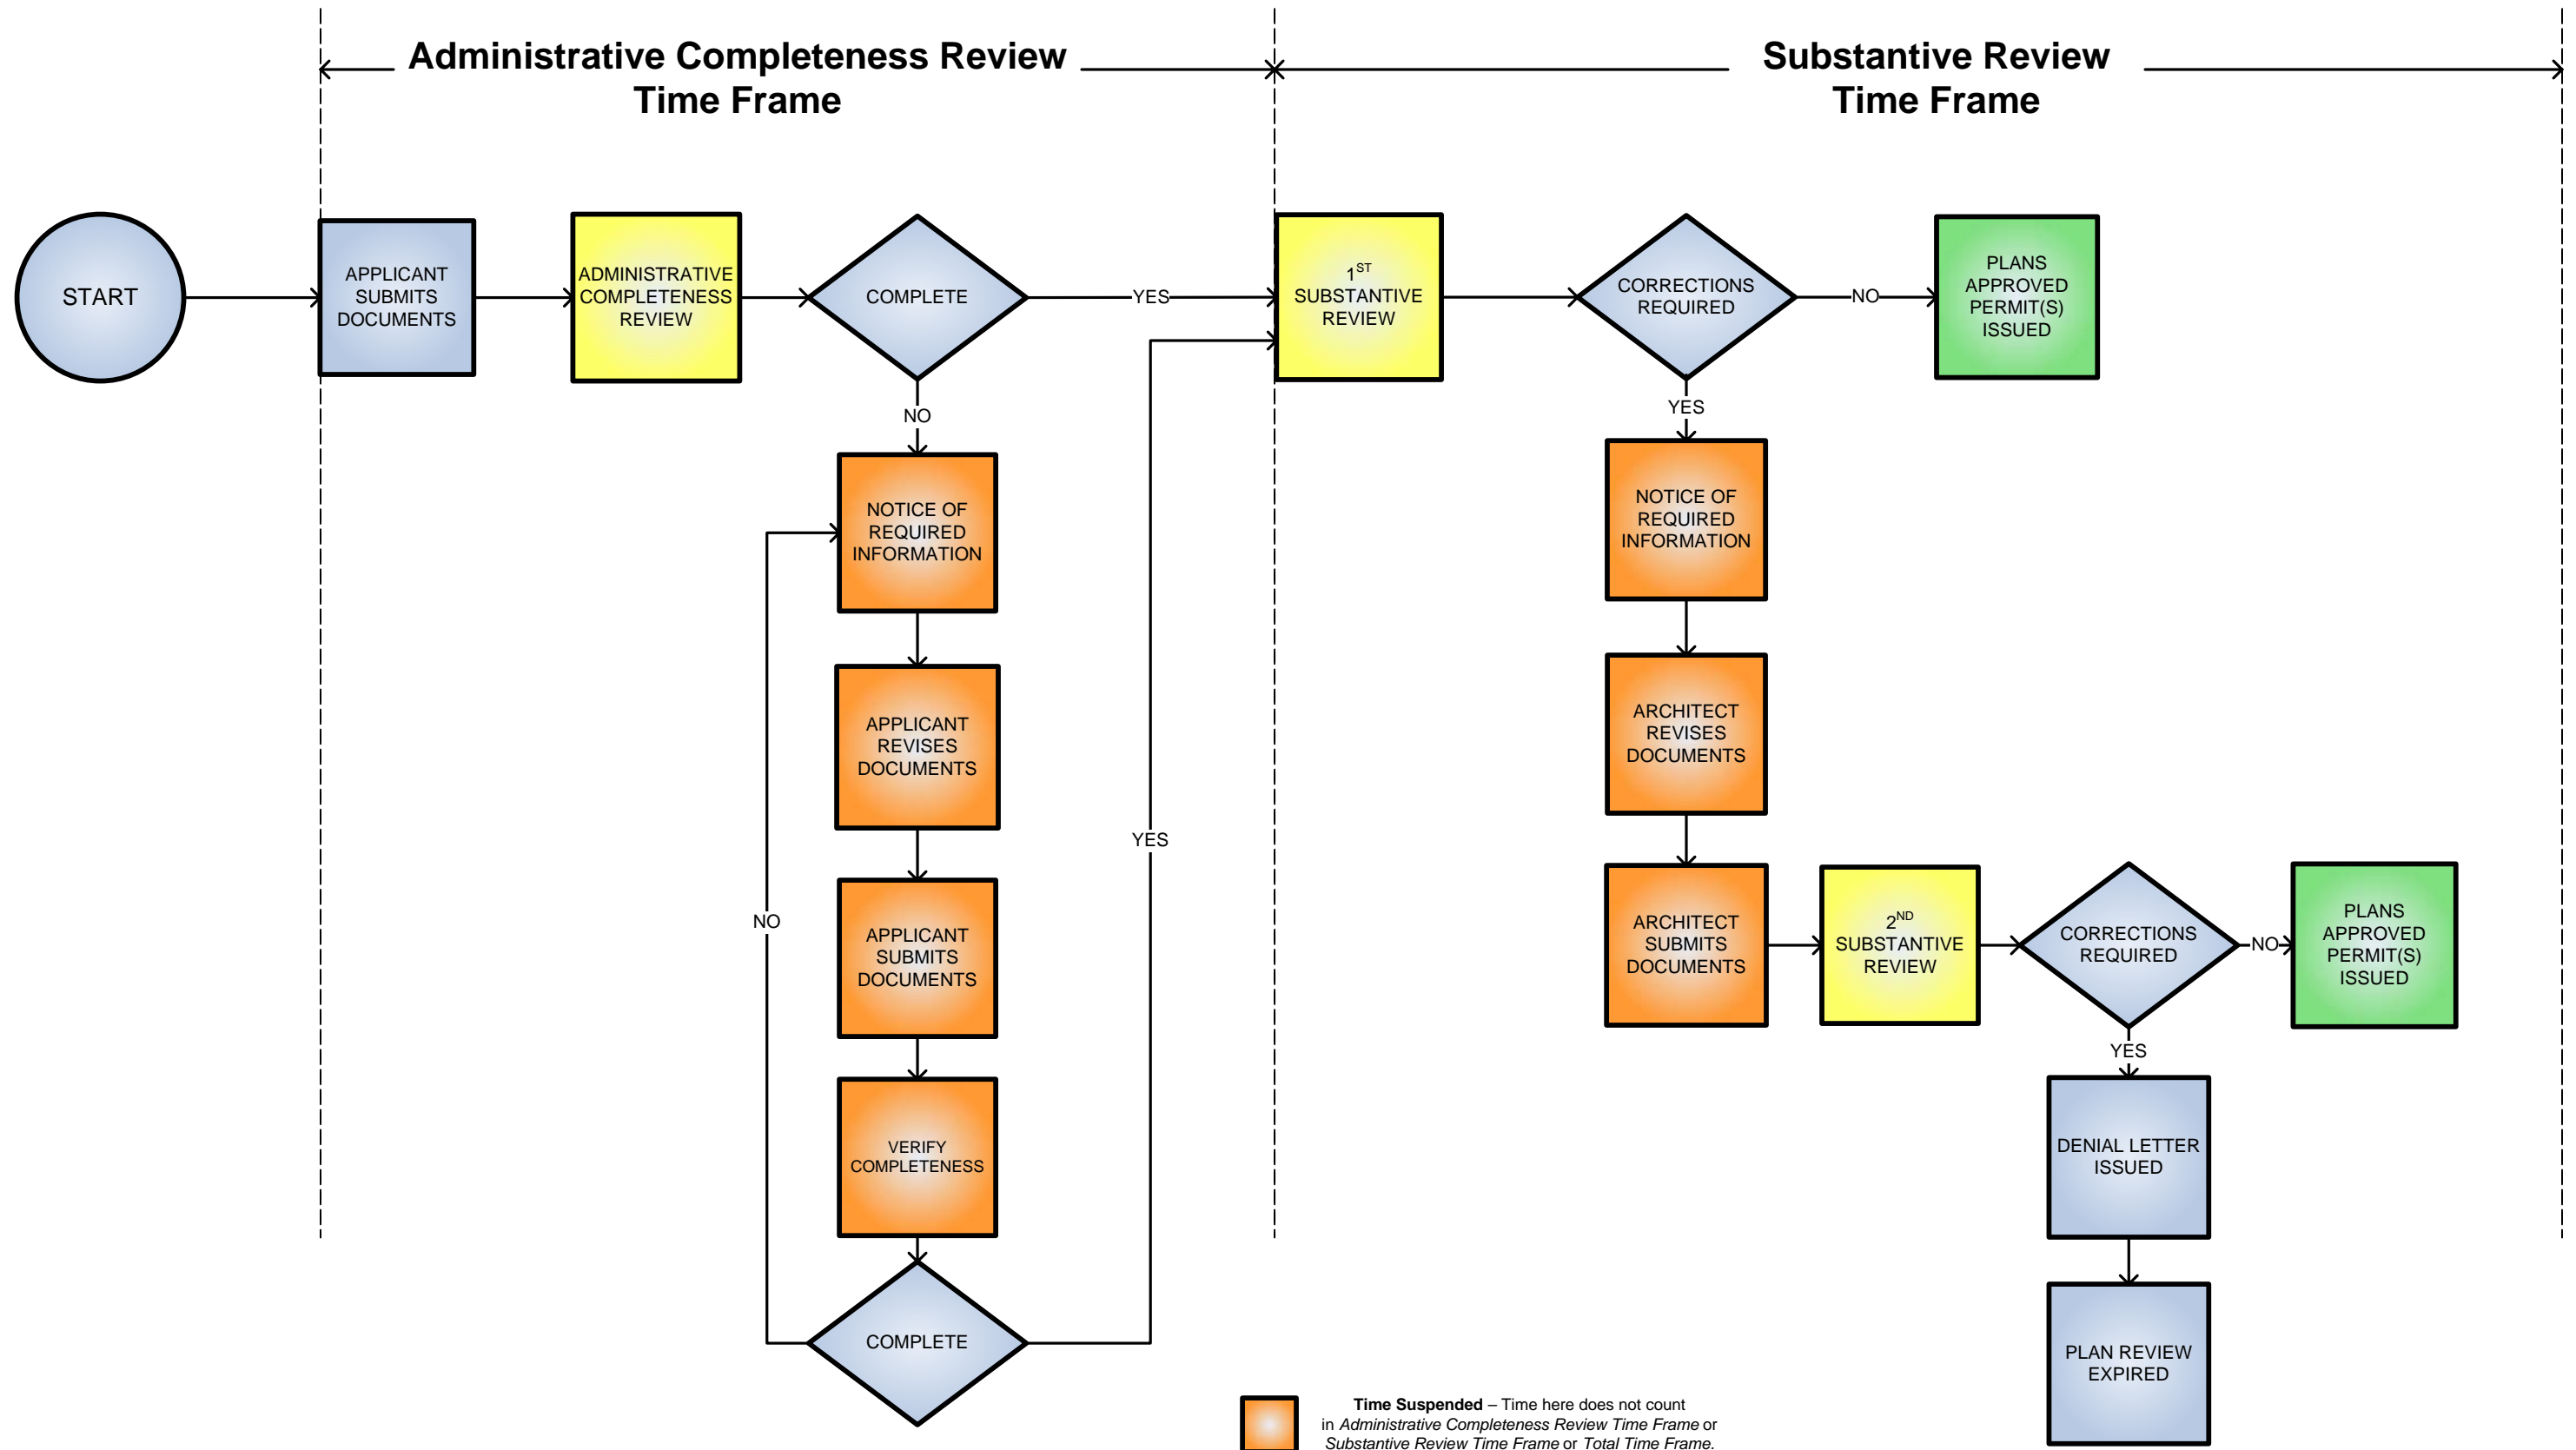 Administrative Completeness Review
Time Frame
Substantive Review
Time Frame
START
APPLICANT
SUBMITS
DOCUMENTS
ADMINISTRATIVE
COMPLETENESS
REVIEW
COMPLETE
YES
NO
NOTICE OF
REQUIRED
INFORMATION
APPLICANT
REVISES
DOCUMENTS
APPLICANT
SUBMITS
DOCUMENTS
VERIFY
COMPLETENESS
COMPLETE
NO
YES
1ST
SUBSTANTIVE
REVIEW
CORRECTIONS
REQUIRED
NO
PLANS
APPROVED
PERMIT(S)
ISSUED
YES
NOTICE OF
REQUIRED
INFORMATION
ARCHITECT
REVISES
DOCUMENTS
ARCHITECT
SUBMITS
DOCUMENTS
2ND
SUBSTANTIVE
REVIEW
CORRECTIONS
REQUIRED
NO
PLANS
APPROVED
PERMIT(S)
ISSUED
YES
DENIAL LETTER
ISSUED
PLAN REVIEW
EXPIRED
Time Suspended – Time here does not count
in Administrative Completeness Review Time Frame or
Substantive Review Time Frame or Total Time Frame.